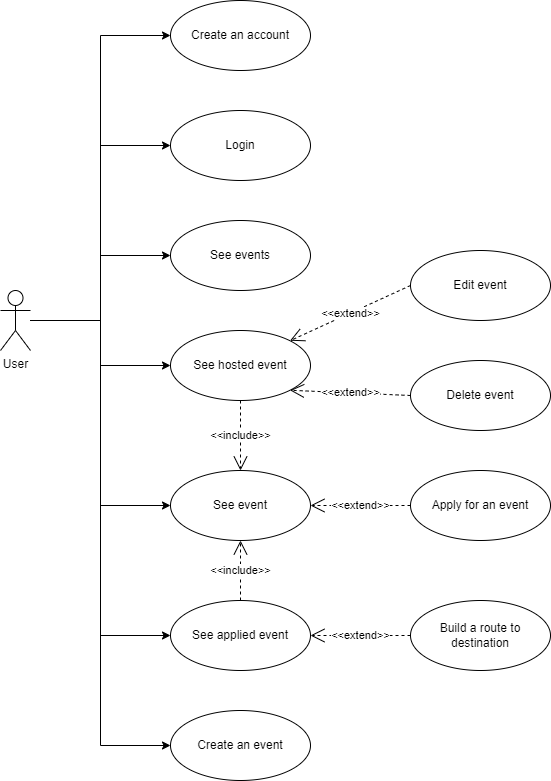 Create an account
Login
See events
Edit event
<<extend>>
User
See hosted event
<<extend>>
Delete event
<<include>>
See event
<<extend>>
Apply for an event
<<include>>
See applied event
<<extend>>
Build a route to
destination
Create an event